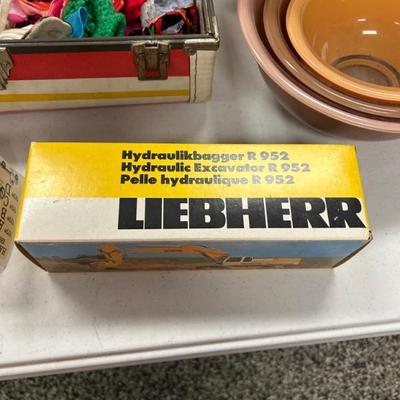 Hydraulikbagger R 952
Hydraulic Excavator R 952
Pelle hydraulique R 952
LIEBHERR